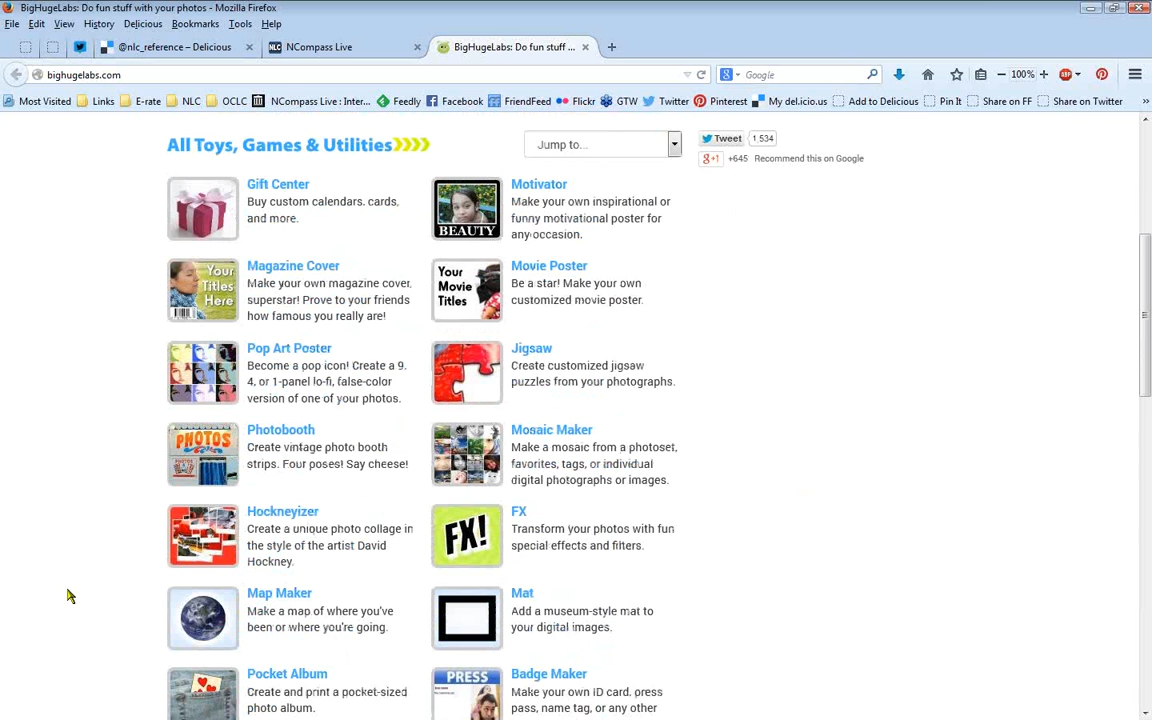 BigHugeLabs: Do fun stuff with your photos - Mozilla Firefox
File Edit View History Delicious Bookmarks Tools Help
@nlc_reference – Delicious × NLC NCompass Live × BigHugeLabs: Do fun stuff ... ×
bighugelabs.com Google 100% ABP
Most Visited Links E-rate NLC OCLC NCompass Live : Inter... Feedly Facebook FriendFeed Flickr GTW Twitter Pinterest My del.icio.us Add to Delicious Pin It Share on FF Share on Twitter »
All Toys, Games & Utilities
Jump to...
Tweet 1,534
g+1 +645 Recommend this on Google
Gift Center
Buy custom calendars, cards,
and more.
BEAUTY
Motivator
Make your own inspirational or
funny motivational poster for
any occasion.
Your
Titles
Here
Magazine Cover
Make your own magazine cover,
superstar! Prove to your friends
how famous you really are!
Your
Movie
Titles
Movie Poster
Be a star! Make your own
customized movie poster.
Pop Art Poster
Become a pop icon! Create a 9,
4, or 1-panel lo-fi, false-color
version of one of your photos.
Jigsaw
Create customized jigsaw
puzzles from your photographs.
PHOTOS
Photobooth
Create vintage photo booth
strips. Four poses! Say cheese!
Mosaic Maker
Make a mosaic from a photoset,
favorites, tags, or individual
digital photographs or images.
Hockneyizer
Create a unique photo collage in
the style of the artist David
Hockney.
FX!
FX
Transform your photos with fun
special effects and filters.
Map Maker
Make a map of where you've
been or where you're going.
Mat
Add a museum-style mat to
your digital images.
Pocket Album
Create and print a pocket-sized
photo album.
PRESS
Badge Maker
Make your own ID card, press
pass, name tag, or any other